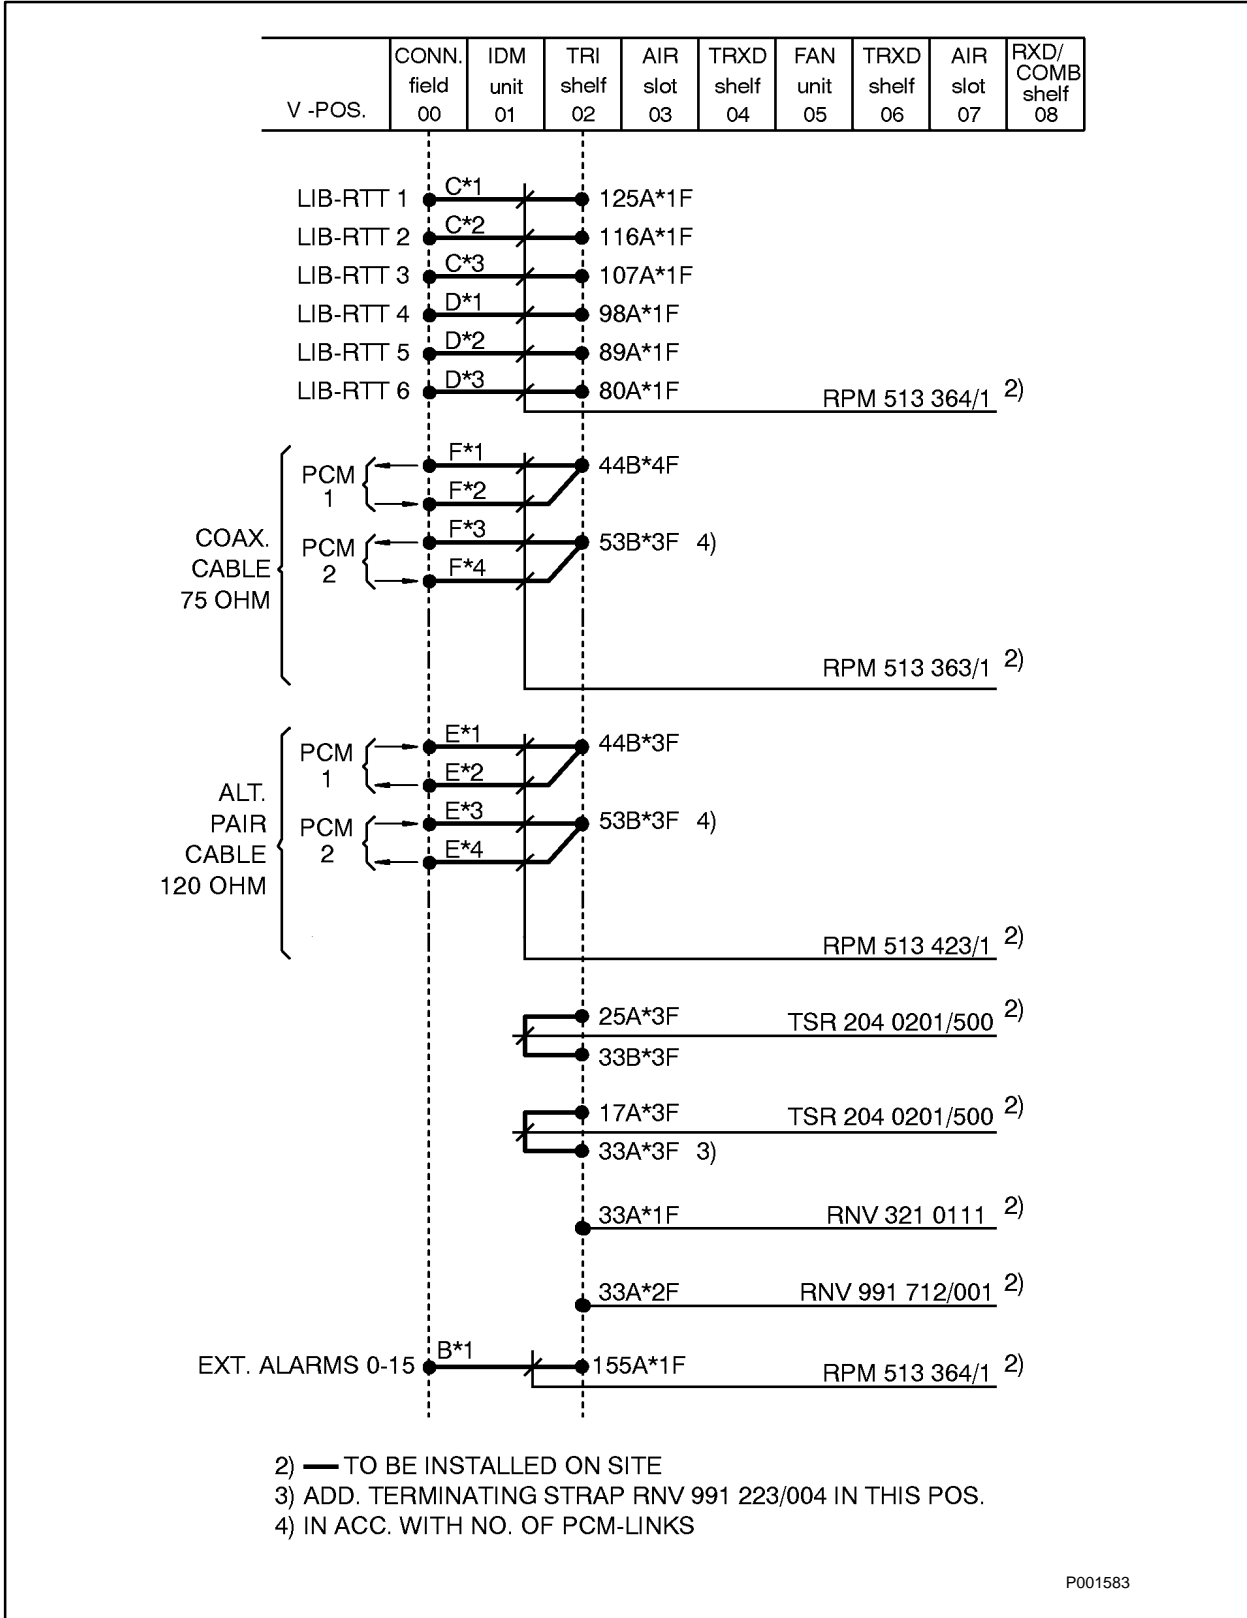 V -POS.
CONN. field 00
IDM unit 01
TRI shelf 02
AIR slot 03
TRXD shelf 04
FAN unit 05
TRXD shelf 06
AIR slot 07
RXD/ COMB shelf 08
LIB-RTT 1 C*1 125A*1F
LIB-RTT 2 C*2 116A*1F
LIB-RTT 3 C*3 107A*1F
LIB-RTT 4 D*1 98A*1F
LIB-RTT 5 D*2 89A*1F
LIB-RTT 6 D*3 80A*1F
RPM 513 364/1 2)
COAX.
CABLE
75 OHM
PCM
1
F*1 44B*4F
F*2
PCM
2
F*3 53B*3F 4)
F*4
RPM 513 363/1 2)
ALT.
PAIR
CABLE
120 OHM
PCM
1
E*1 44B*3F
E*2
PCM
2
E*3 53B*3F 4)
E*4
RPM 513 423/1 2)
25A*3F
TSR 204 0201/500 2)
33B*3F
17A*3F
TSR 204 0201/500 2)
33A*3F 3)
33A*1F RNV 321 0111 2)
33A*2F RNV 991 712/001 2)
EXT. ALARMS 0-15 B*1 155A*1F
RPM 513 364/1 2)
2) TO BE INSTALLED ON SITE
3) ADD. TERMINATING STRAP RNV 991 223/004 IN THIS POS.
4) IN ACC. WITH NO. OF PCM-LINKS
P001583